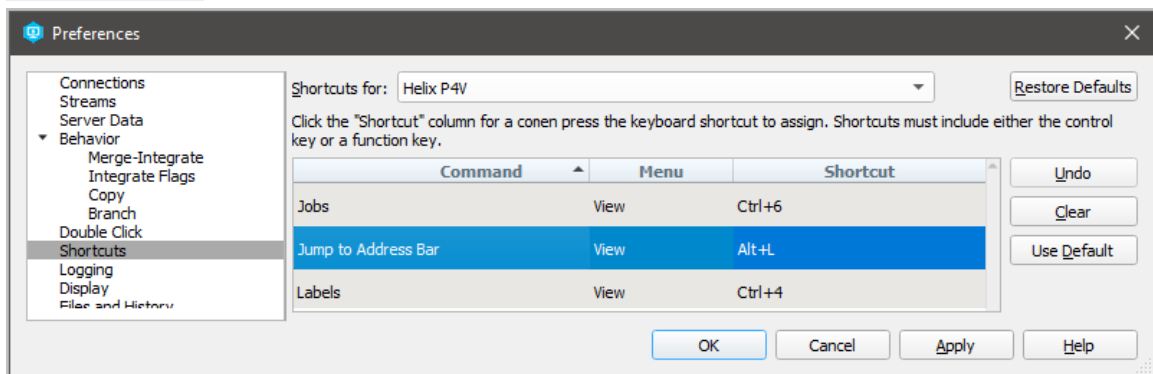 Preferences
Connections
Streams
Server Data
Behavior
Merge-Integrate
Integrate Flags
Copy
Branch
Double Click
Shortcuts
Logging
Display
Files and History
Shortcuts for: Helix P4V
Restore Defaults
Click the "Shortcut" column for a conen press the keyboard shortcut to assign. Shortcuts must include either the control
key or a function key.
Command Menu Shortcut
Jobs View Ctrl+6
Jump to Address Bar View Alt+L
Labels View Ctrl+4
Undo
Clear
Use Default
OK Cancel Apply Help